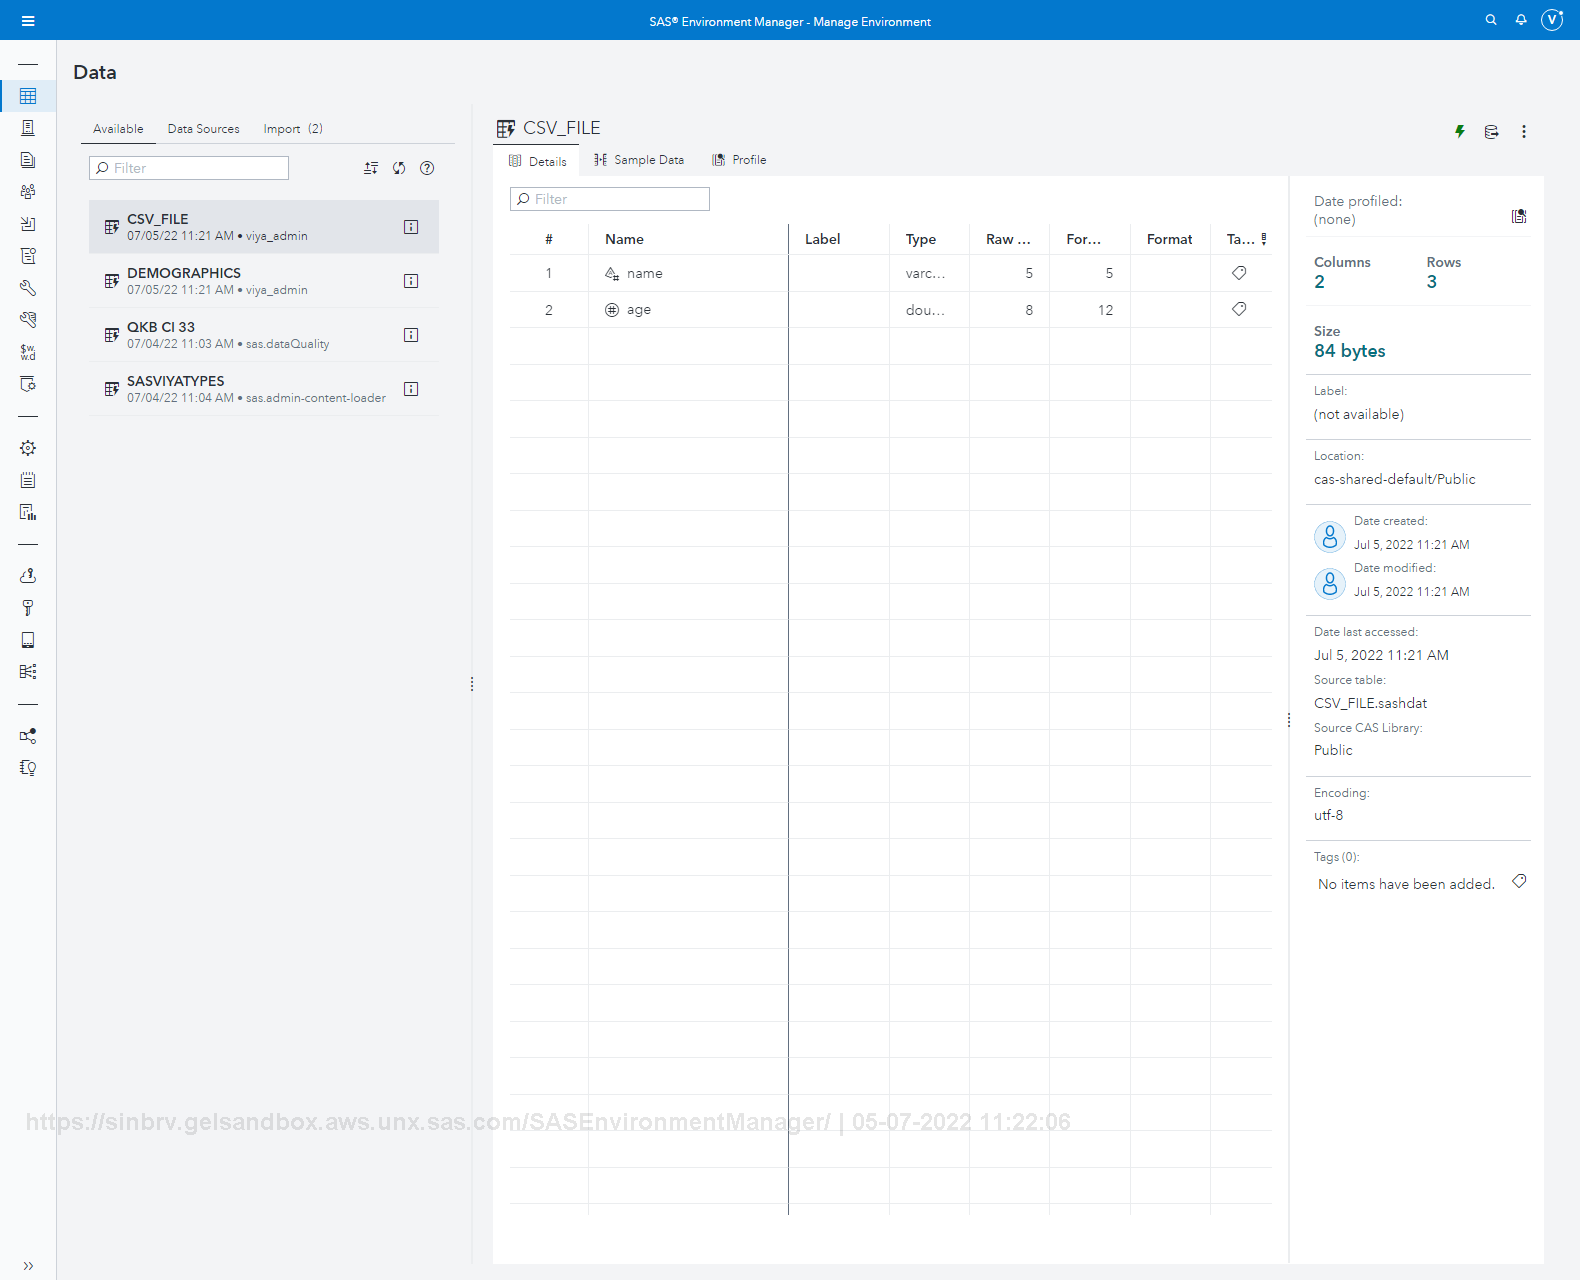 SAS® Environment Manager - Manage Environment
V
Data
Available
Data Sources
Import (2)
Filter
CSV_FILE
07/05/22 11:21 AM • viya_admin
DEMOGRAPHICS
07/05/22 11:21 AM • viya_admin
QKB CI 33
07/04/22 11:03 AM • sas.dataQuality
SASVIYATYPES
07/04/22 11:04 AM • sas.admin-content-loader
$w.
w.d
CSV_FILE
Details
Sample Data
Profile
Filter
# Name Label Type Raw ... For... Format Ta...
1 name varc... 5 5
2 age dou... 8 12
Date profiled:
(none)
Columns Rows
2 3
Size
84 bytes
Label:
(not available)
Location:
cas-shared-default/Public
Date created:
Jul 5, 2022 11:21 AM
Date modified:
Jul 5, 2022 11:21 AM
Date last accessed:
Jul 5, 2022 11:21 AM
Source table:
CSV_FILE.sashdat
Source CAS Library:
Public
Encoding:
utf-8
Tags (0):
No items have been added.
https://sinbrv.gelsandbox.aws.unx.sas.com/SASEnvironmentManager/ | 05-07-2022 11:22:06